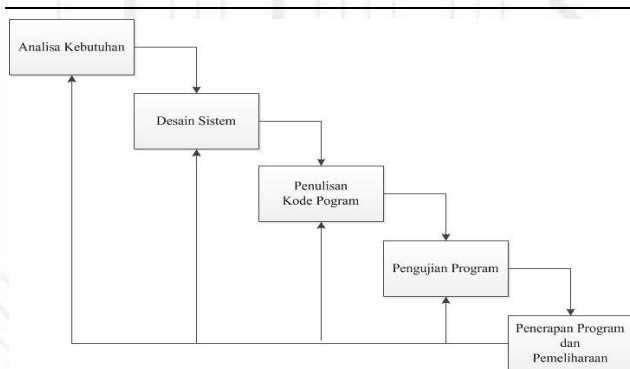 Analisa Kebutuhan
Desain Sistem
Penulisan
Kode Pogram
Pengujian Program
Penerapan Program
dan
Pemeliharaan